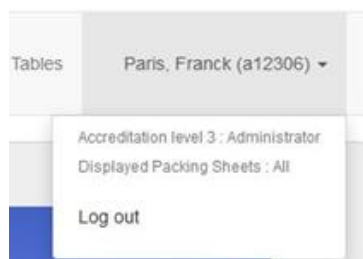 Tables Paris, Franck (a12306)
Accreditation level 3 : Administrator
Displayed Packing Sheets : All
Log out